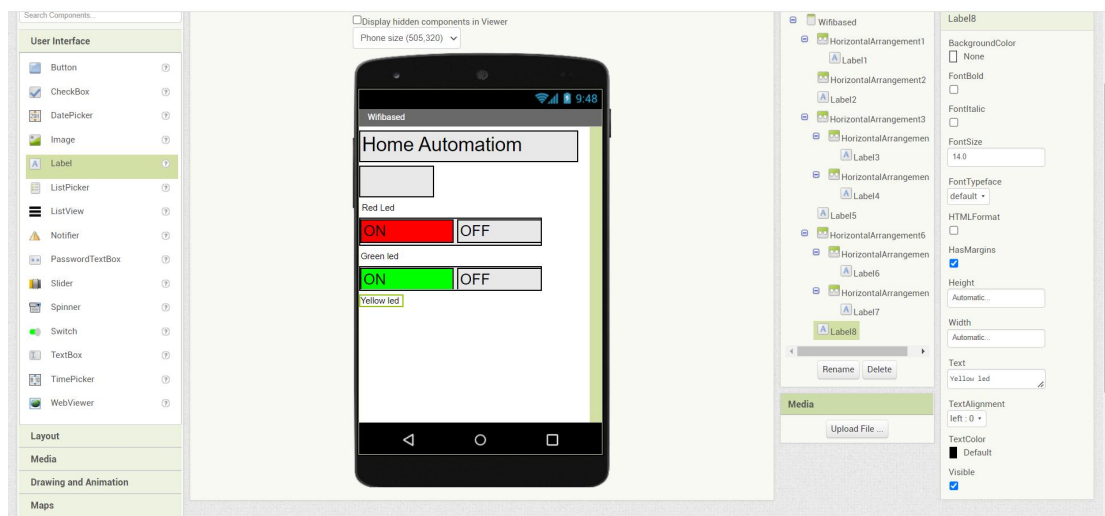 Search Components...
User Interface
Button
CheckBox
DatePicker
Image
Label
ListPicker
ListView
Notifier
PasswordTextBox
Slider
Spinner
Switch
TextBox
TimePicker
WebViewer
Layout
Media
Drawing and Animation
Maps
Display hidden components in Viewer
Phone size (505,320)
9:48
Wifibased
Home Automatiom
Red Led
ON OFF
Green led
ON OFF
Yellow led
Wifibased
HorizontalArrangement1
Label1
HorizontalArrangement2
Label2
HorizontalArrangement3
HorizontalArrangemen
Label3
HorizontalArrangemen
Label4
Label5
HorizontalArrangement6
HorizontalArrangemen
Label6
HorizontalArrangemen
Label7
Label8
Rename Delete
Media
Upload File ...
Label8
BackgroundColor
None
FontBold
FontItalic
FontSize
14.0
FontTypeface
default
HTMLFormat
HasMargins
Height
Automatic...
Width
Automatic...
Text
Yellow led
TextAlignment
left : 0
TextColor
Default
Visible